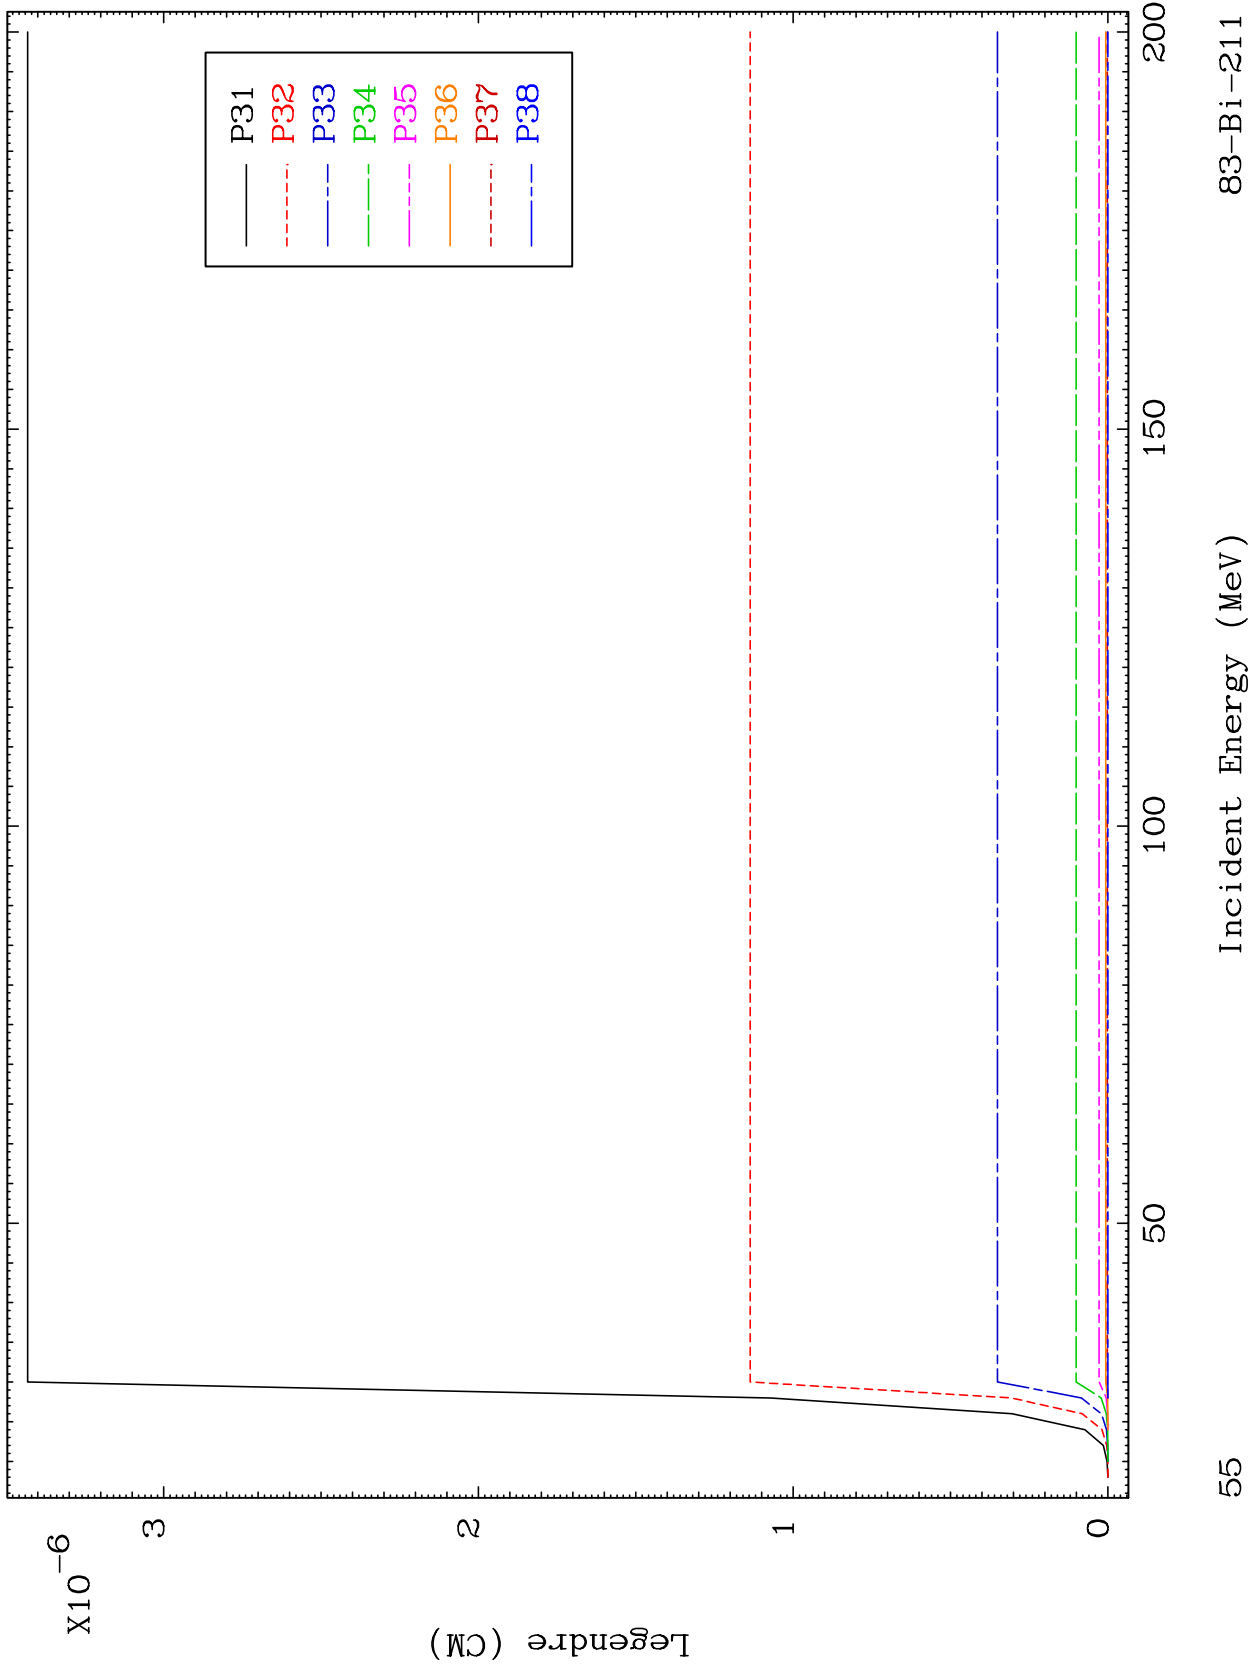 X10-6
3
2
1
0
Legendre (CM)
P31
P32
P33
P34
P35
P36
P37
P38
50
100
150
200
Incident Energy (MeV)
55
83-Bi-211